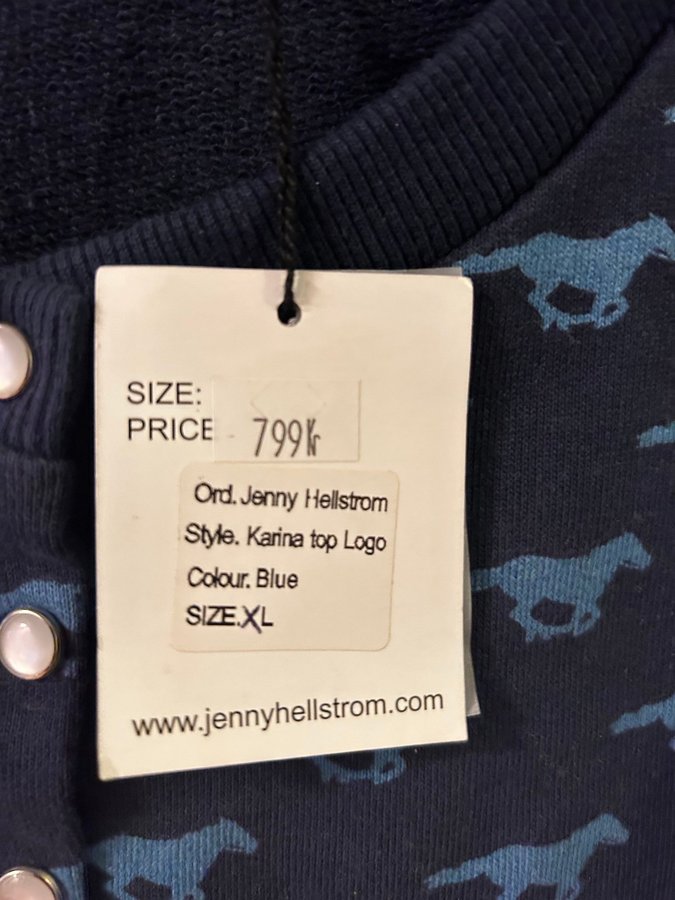 SIZE:
PRICE 799Kr
Ord. Jenny Hellstrom
Style. Karina top Logo
Colour. Blue
SIZE.XL
www.jennyhellstrom.com